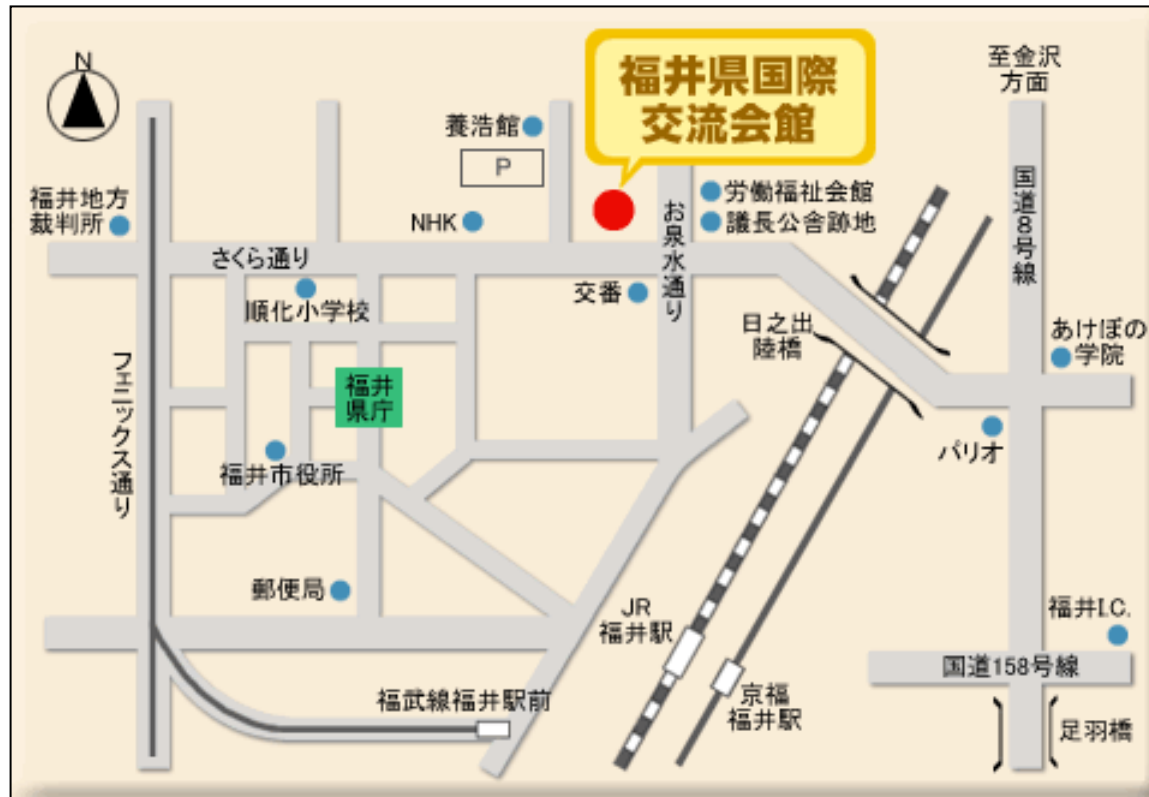 N
福井県国際
交流会館
至金沢
方面
養浩館
P
福井地方
裁判所
NHK
労働福祉会館
議長公舎跡地
お泉水通り
国道8号線
さくら通り
順化小学校
交番
日之出
陸橋
あけぼの
学院
フェニックス通り
福井
県庁
福井市役所
パリオ
郵便局
JR
福井駅
福井I.C.
国道158号線
福武線福井駅前
京福
福井駅
足羽橋